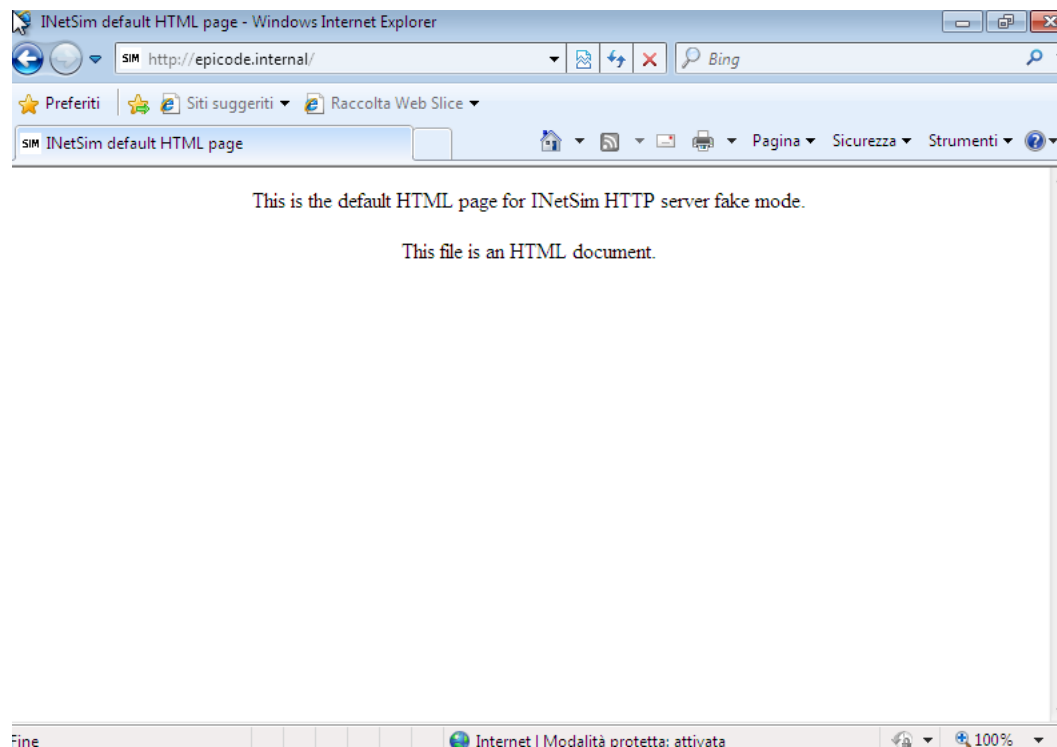 INetSim default HTML page - Windows Internet Explorer
SIM http://epicode.internal/
Bing
Preferiti Siti suggeriti Raccolta Web Slice
SIM INetSim default HTML page
Pagina Sicurezza Strumenti
This is the default HTML page for INetSim HTTP server fake mode.
This file is an HTML document.
Fine Internet | Modalità protetta: attivata 100%